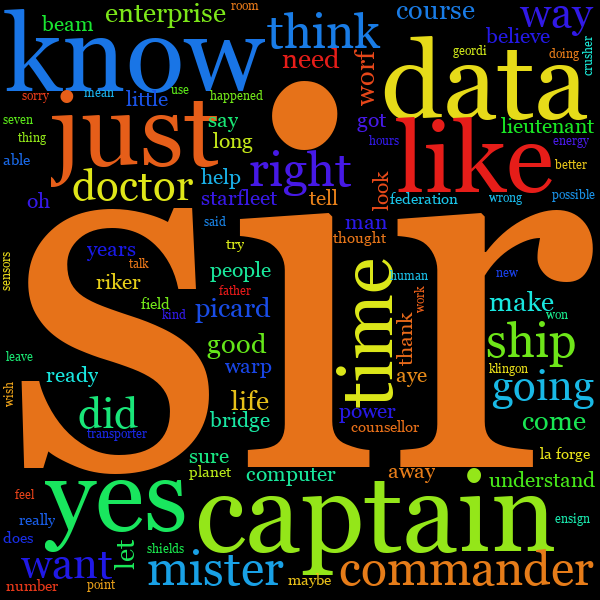 room
enterprise
beam
know
think
course
way
believe
geordi
doing
crusher
need
worf
data
sorry
mean
little
use
happened
seven
thing
just
say
long
got
hours
like
lieutenant
energy
able
right
doctor
help
starfleet
tell
look
federation
wrong
better
possible
oh
said
man
thought
sir
years
talk
try
people
riker
sensors
father
human
new
work
field
kind
picard
time
make
won
good
thank
ship
leave
warp
klingon
wish
ready
life
aye
going
did
bridge
power
transporter
counsellor
come
sure
planet
computer
away
la forge
yes
captain
understand
feel
really
ensign
does
let
shields
want
mister
maybe
commander
number
point